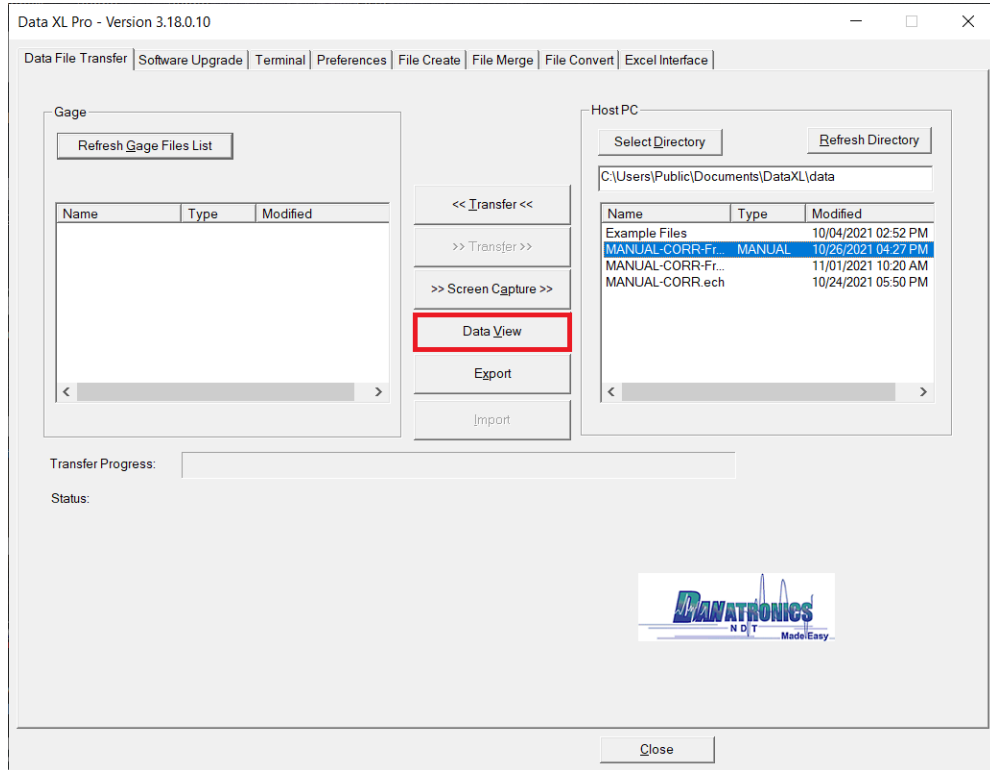 Data XL Pro - Version 3.18.0.10
Data File Transfer Software Upgrade Terminal Preferences File Create File Merge File Convert Excel Interface
Gage
Refresh Gage Files List
Name Type Modified
<< Transfer <<
>> Transfer >>
>> Screen Capture >>
Data View
Export
Import
Host PC
Select Directory Refresh Directory
C:\Users\Public\Documents\DataXL\data
Name Type Modified
Example Files 10/04/2021 02:52 PM
MANUAL-CORR-Fr... MANUAL 10/26/2021 04:27 PM
MANUAL-CORR-Fr... 11/01/2021 10:20 AM
MANUAL-CORR.ech 10/24/2021 05:50 PM
Transfer Progress:
Status:
DANATRONICS
NDT
Made Easy
Close